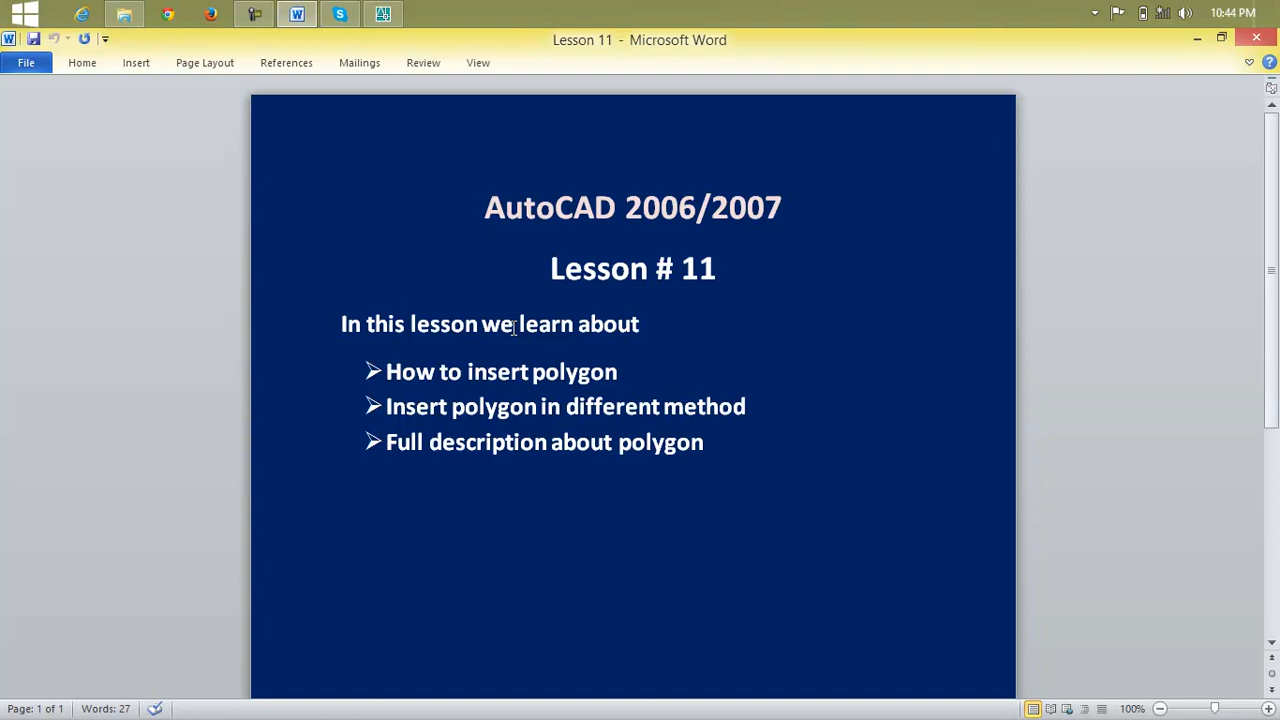 10:44 PM
Lesson 11 - Microsoft Word
File Home Insert Page Layout References Mailings Review View
AutoCAD 2006/2007
Lesson # 11
In this lesson we learn about
➢ How to insert polygon
➢ Insert polygon in different method
➢ Full description about polygon
Page: 1 of 1 Words: 27 100%